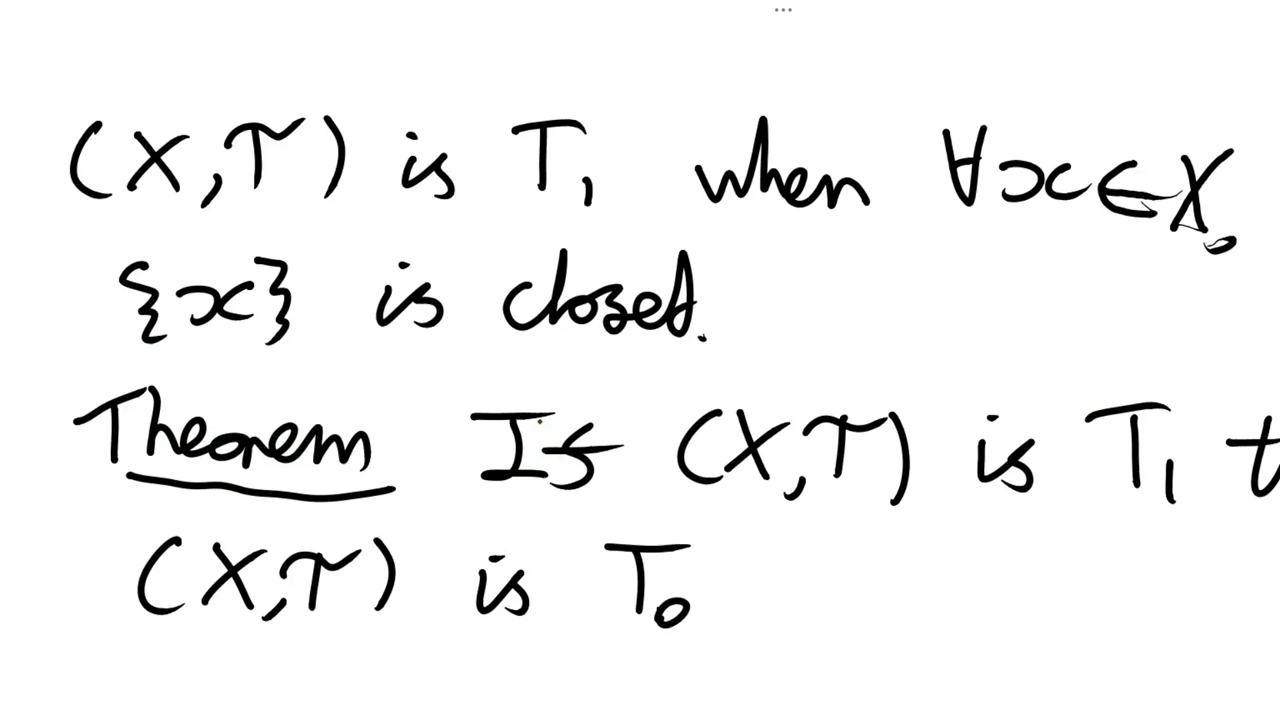 (X,τ) is T₁ when ∀x∈X.
{x} is closed.
Theorem If (X,τ) is T₁ t
(X,τ) is T₀